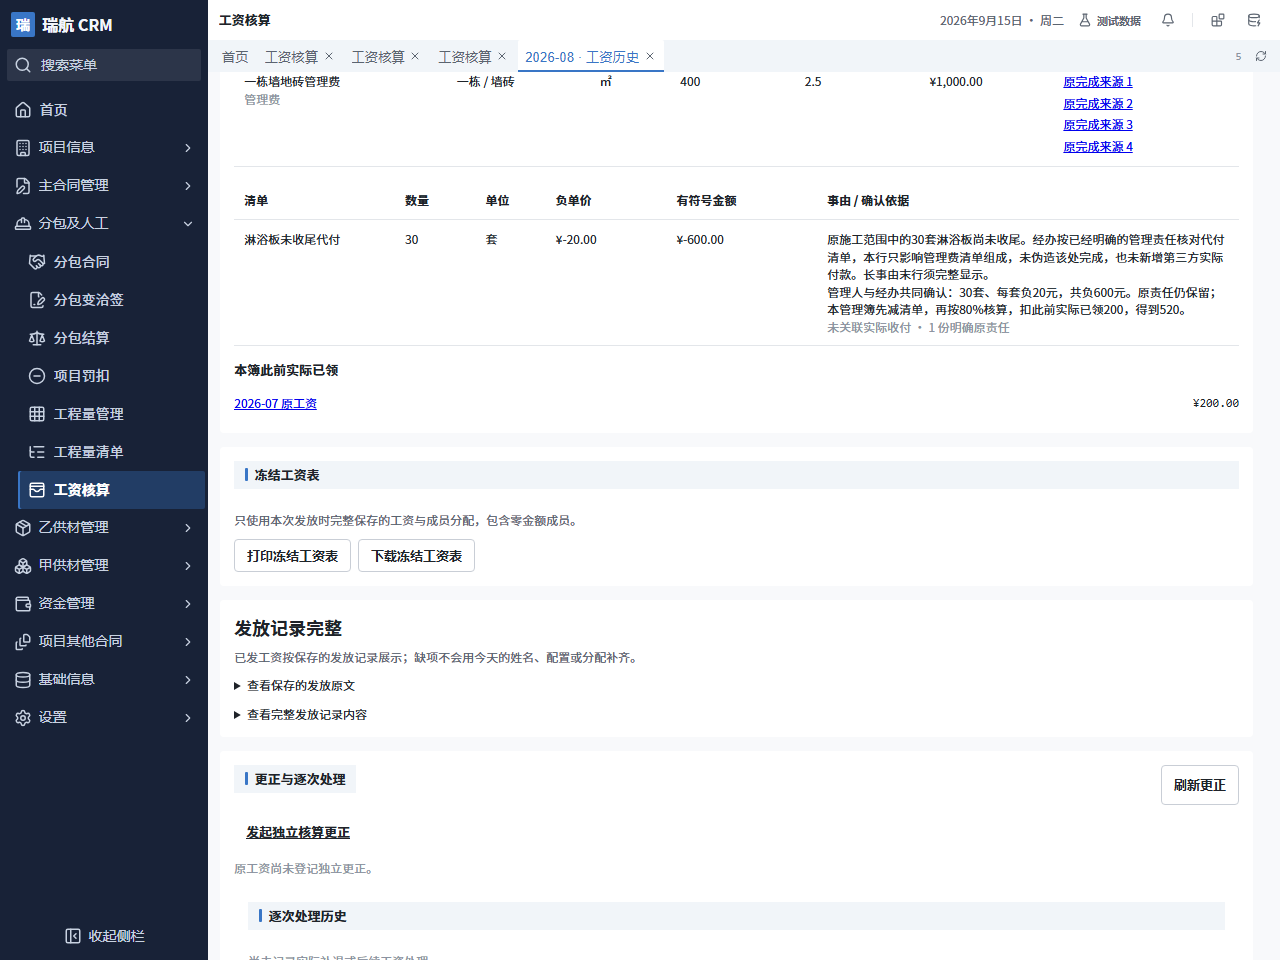 瑞 瑞航 CRM
搜索菜单
首页
项目信息
主合同管理
分包及人工
分包合同
分包变洽签
分包结算
项目罚扣
工程量管理
工程量清单
工资核算
乙供材管理
甲供材管理
资金管理
项目其他合同
基础信息
设置
收起侧栏
工资核算
2026年9月15日 · 周二 测试数据
首页 工资核算 × 工资核算 × 工资核算 × 2026-08 · 工资历史 × 5
一栋墙地砖管理费 一栋 / 墙砖 ㎡ 400 2.5 ¥1,000.00 原完成来源 1
管理费 原完成来源 2
原完成来源 3
原完成来源 4
清单 数量 单位 负单价 有符号金额 事由 / 确认依据
淋浴板未收尾代付 30 套 ¥-20.00 ¥-600.00 原施工范围中的30套淋浴板尚未收尾。经办按已经明确的管理责任核对代付
清单，本行只影响管理费清单组成，未伪造该处完成，也未新增第三方实际
付款。长事由未行须完整显示。
管理人与经办共同确认：30套、每套负20元，共负600元。原责任仍保留；
本管理簿先减清单，再按80%核算，扣此前实际已领200，得到520。
未关联实际收付 · 1 份明确原责任
本簿此前实际已领
2026-07 原工资 ¥200.00
冻结工资表
只使用本次发放时完整保存的工资与成员分配，包含零金额成员。
打印冻结工资表 下载冻结工资表
发放记录完整
已发工资按保存的发放记录展示；缺项不会用今天的姓名、配置或分配补齐。
查看保存的发放原文
查看完整发放记录内容
更正与逐次处理 刷新更正
发起独立核算更正
原工资尚未登记独立更正。
逐次处理历史
尚未记录实际补退或后续工资处理